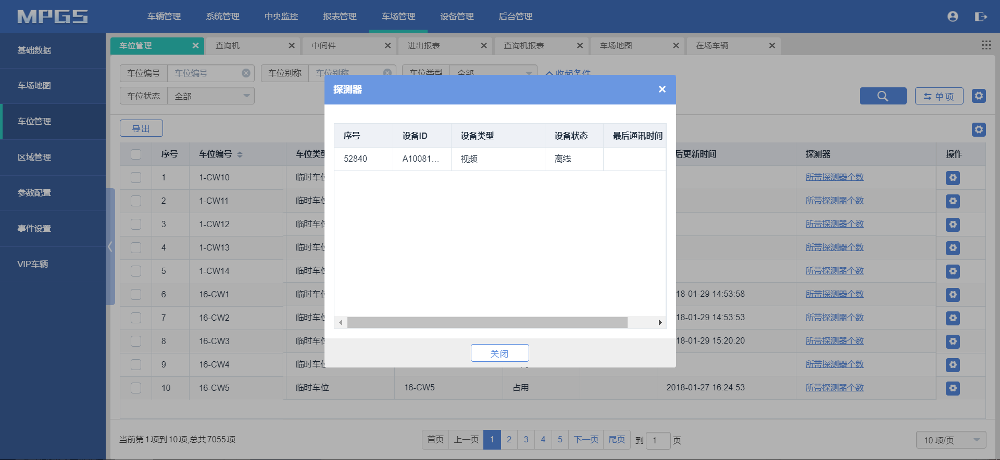 MPGS
车辆管理 系统管理 中央监控 报表管理 车场管理 设备管理 后台管理
基础数据
车场地图
车位管理
区域管理
参数配置
事件设置
VIP车辆
车位管理 查询机 中间件 进出报表 查询机报表 车场地图 在场车辆
车位编号 车位编号 车位别称 车位别称 车位类型 全部 收起条件
车位状态 全部 单项
导出
序号 车位编号 车位类型 后更新时间 探测器 操作
1 1-CW10 临时车位 所带探测器个数
2 1-CW11 临时车位 所带探测器个数
3 1-CW12 临时车位 所带探测器个数
4 1-CW13 临时车位 所带探测器个数
5 1-CW14 临时车位 所带探测器个数
6 16-CW1 临时车位 18-01-29 14:53:58 所带探测器个数
7 16-CW2 临时车位 18-01-29 14:53:53 所带探测器个数
8 16-CW3 临时车位 18-01-29 15:20:20 所带探测器个数
9 16-CW4 临时车位 所带探测器个数
10 16-CW5 临时车位 16-CW5 占用 2018-01-27 16:24:53 所带探测器个数
探测器
序号 设备ID 设备类型 设备状态 最后通讯时间
52840 A10081... 视频 离线
关闭
当前第1项到10项,总共7055项 首页 上一页 1 2 3 4 5 下一页 尾页 到 1 页 10 项/页